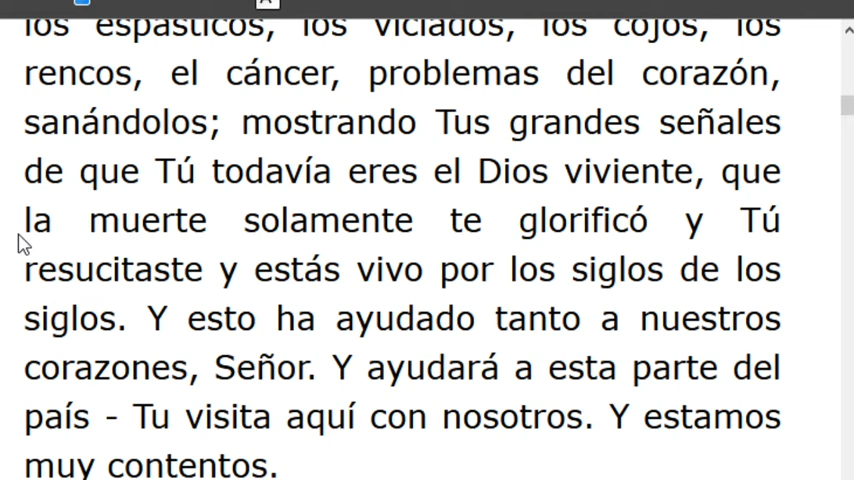 los espásticos, los viciados, los cojos, los
rencos, el cáncer, problemas del corazón,
sanándolos; mostrando Tus grandes señales
de que Tú todavía eres el Dios viviente, que
la muerte solamente te glorificó y Tú
resucitaste y estás vivo por los siglos de los
siglos. Y esto ha ayudado tanto a nuestros
corazones, Señor. Y ayudará a esta parte del
país - Tu visita aquí con nosotros. Y estamos
muy contentos.